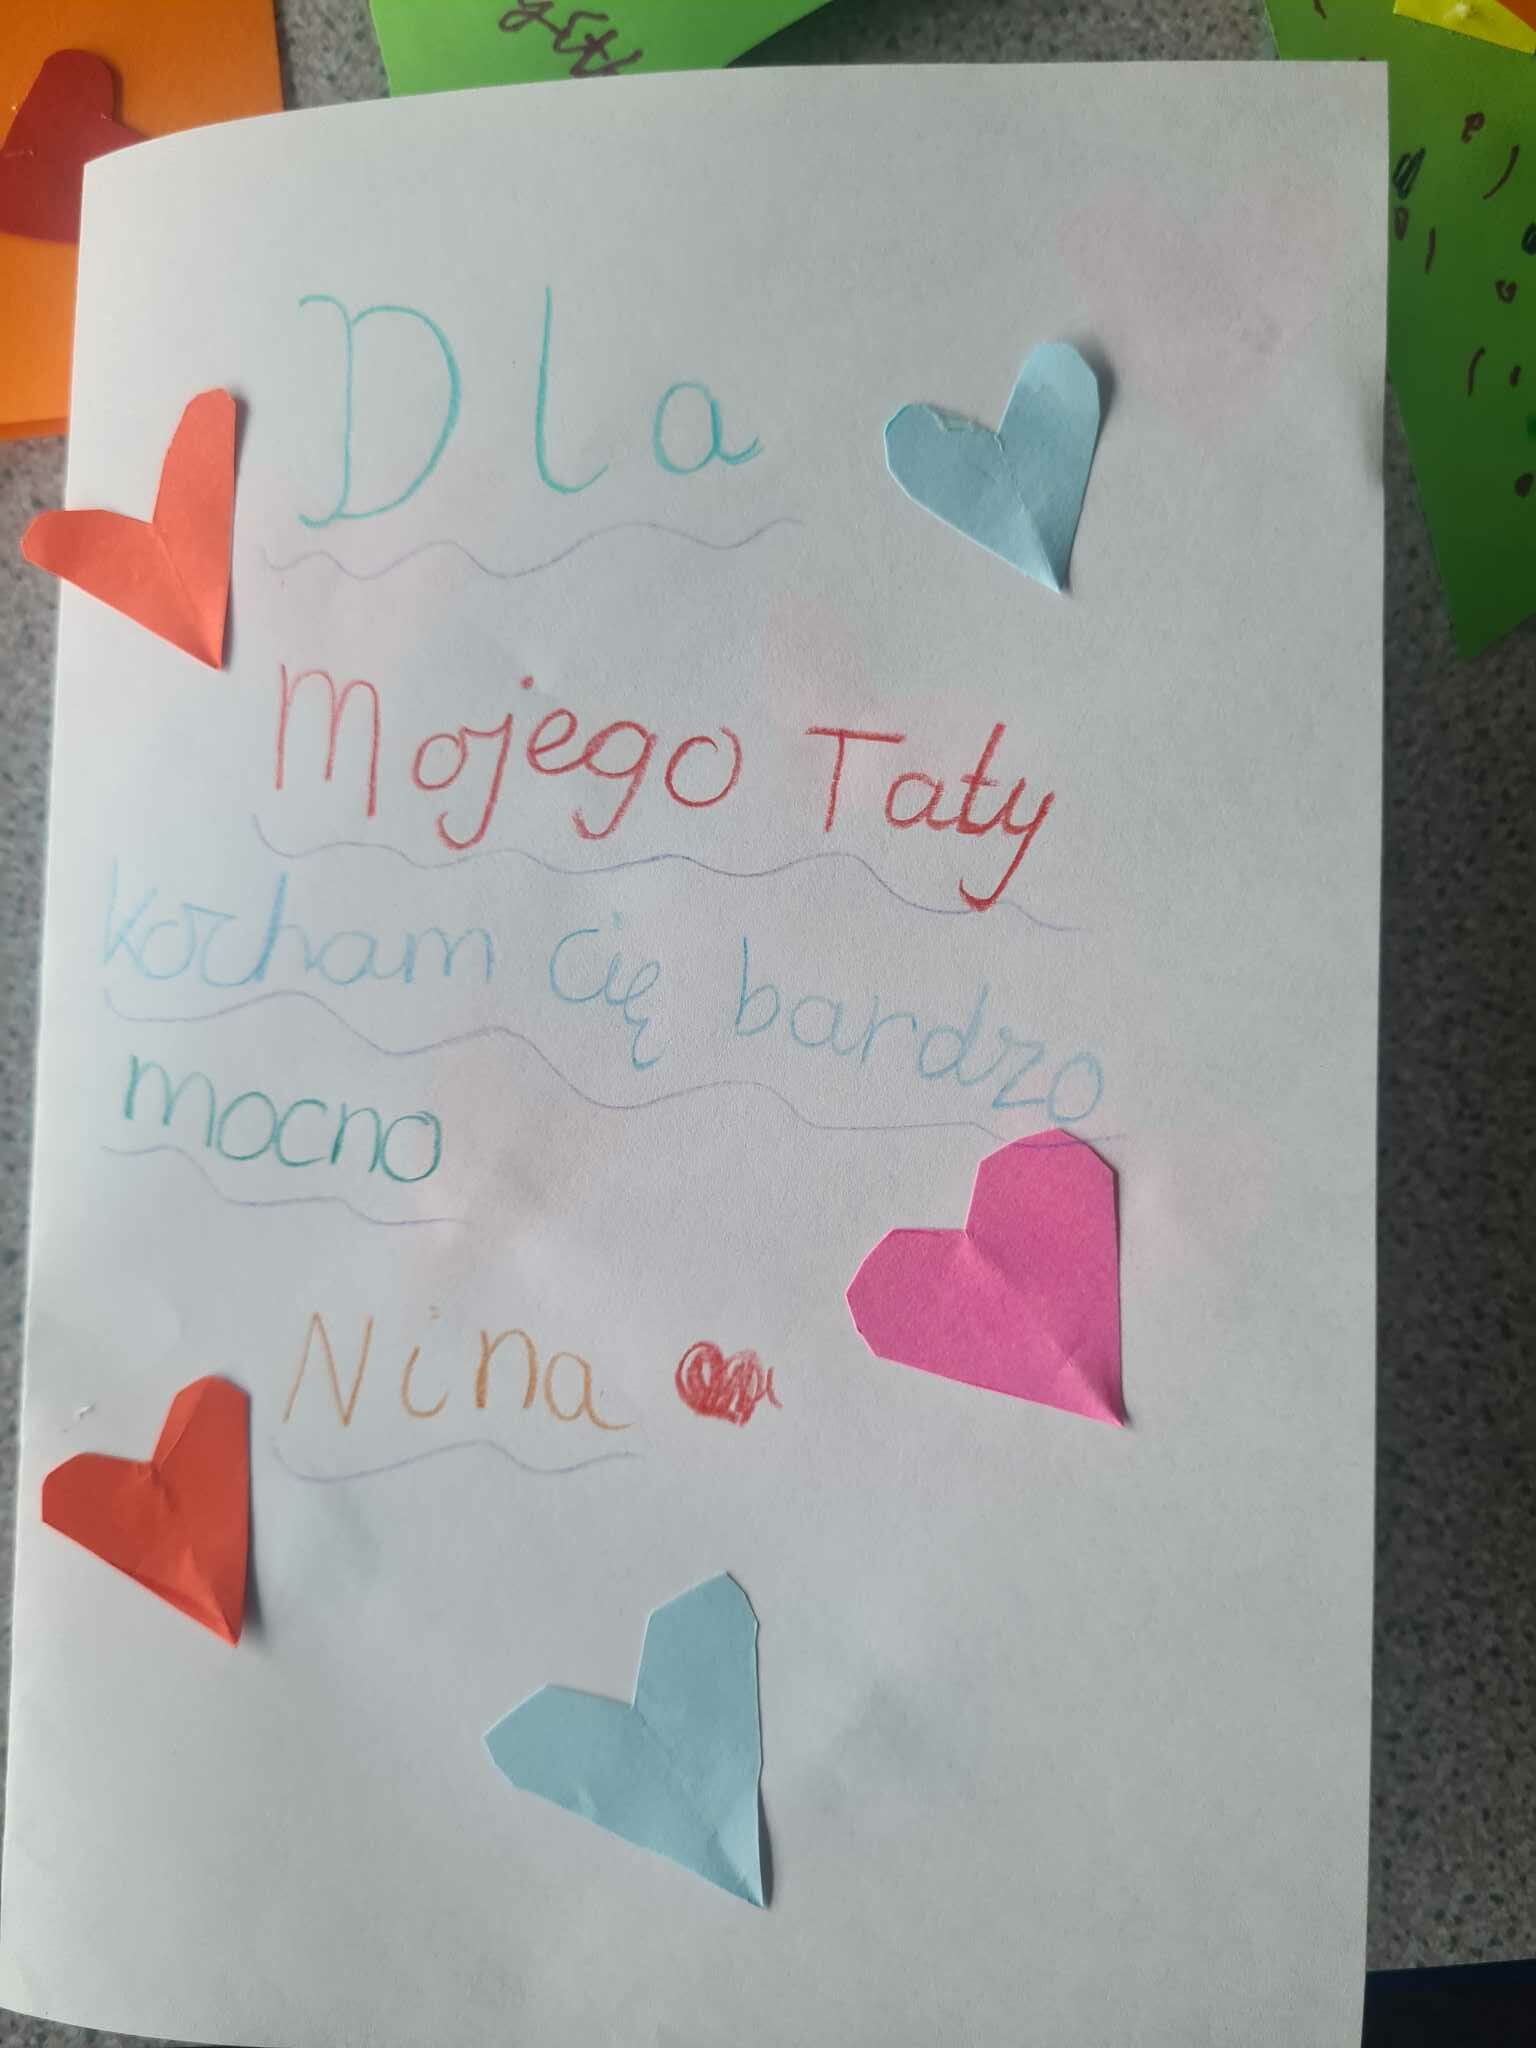 Dla
Mojego Taty
kocham cię bardzo
mocno
Nina